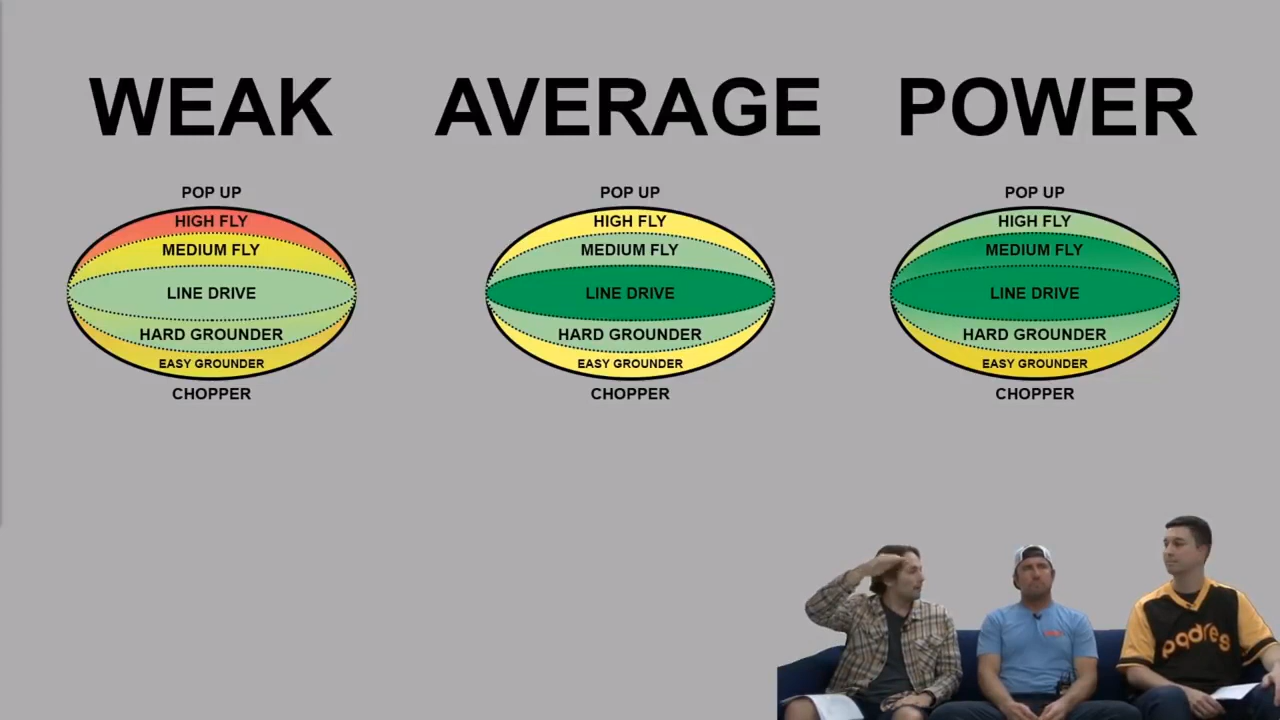 WEAK
AVERAGE
POWER
POP UP
HIGH FLY
MEDIUM FLY
LINE DRIVE
HARD GROUNDER
EASY GROUNDER
CHOPPER
POP UP
HIGH FLY
MEDIUM FLY
LINE DRIVE
HARD GROUNDER
EASY GROUNDER
CHOPPER
POP UP
HIGH FLY
MEDIUM FLY
LINE DRIVE
HARD GROUNDER
EASY GROUNDER
CHOPPER
padres